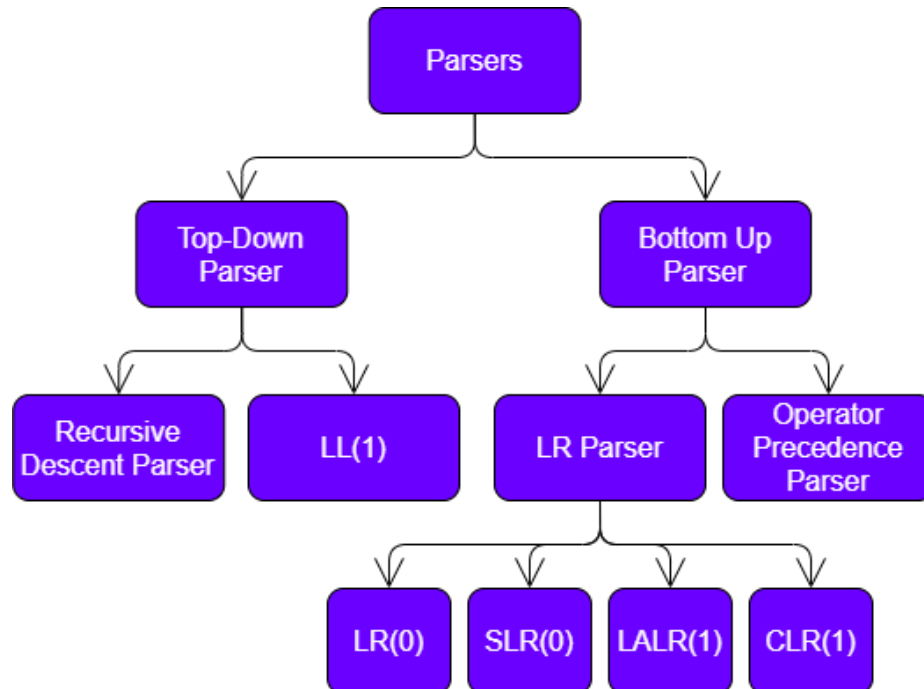 Parsers
Top-Down
Parser
Bottom Up
Parser
Recursive
Descent Parser
LL(1)
LR Parser
Operator
Precedence
Parser
LR(0)
SLR(0)
LALR(1)
CLR(1)